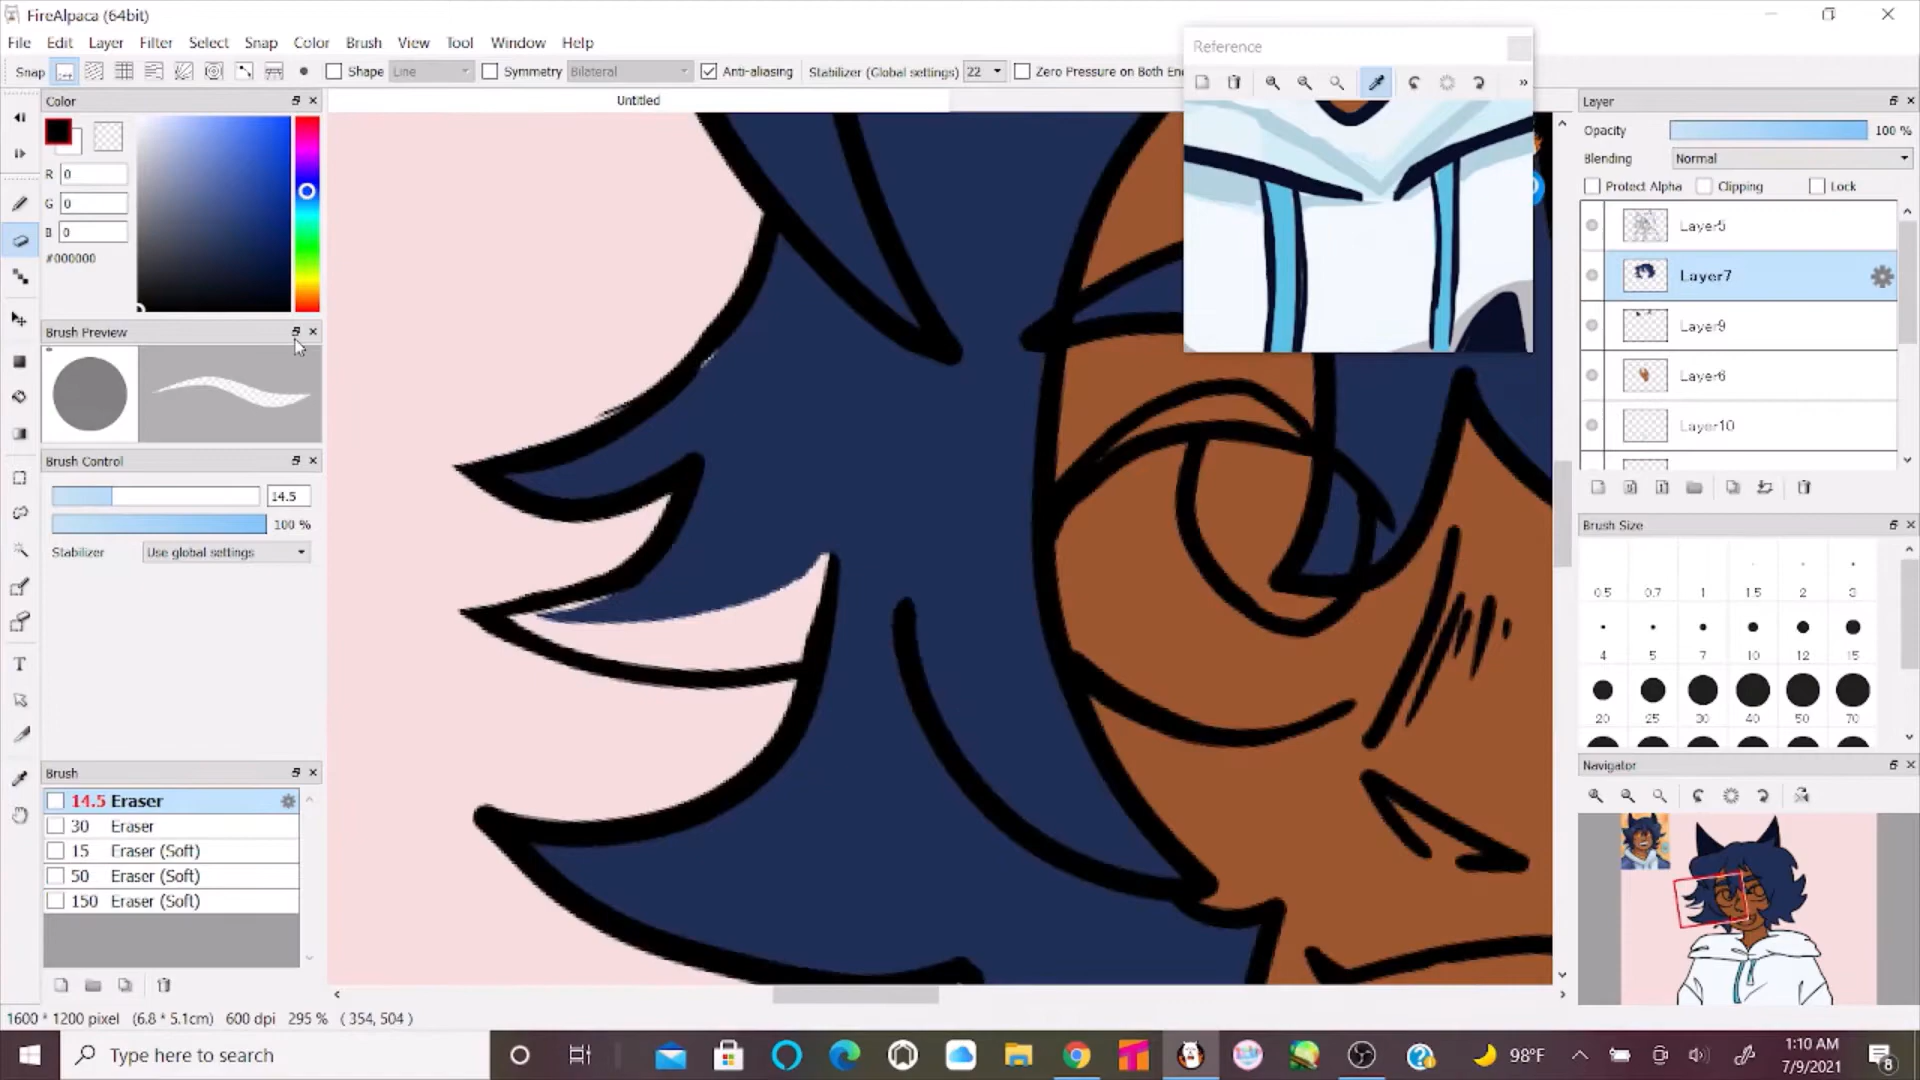 FireAlpaca (64bit)
File Edit Layer Filter Select Snap Color Brush View Tool Window Help
Snap Shape Line Symmetry Bilateral Anti-aliasing Stabilizer (Global settings) 22 Zero Pressure on Both En
Untitled
Color
R 0
G 0
B 0
#000000
Brush Preview
Brush Control
14.5
100 %
Stabilizer Use global settings
Brush
14.5 Eraser
30 Eraser
15 Eraser (Soft)
50 Eraser (Soft)
150 Eraser (Soft)
Reference
Layer
Opacity 100 %
Blending Normal
Protect Alpha Clipping Lock
Layer5
Layer7
Layer9
Layer6
Layer10
Brush Size
0.5 0.7 1 1.5 2 3
4 5 7 10 12 15
20 25 30 40 50 70
Navigator
1600 * 1200 pixel (6.8 * 5.1cm) 600 dpi 295 % ( 354, 504 )
Type here to search
98°F
1:10 AM
7/9/2021
8